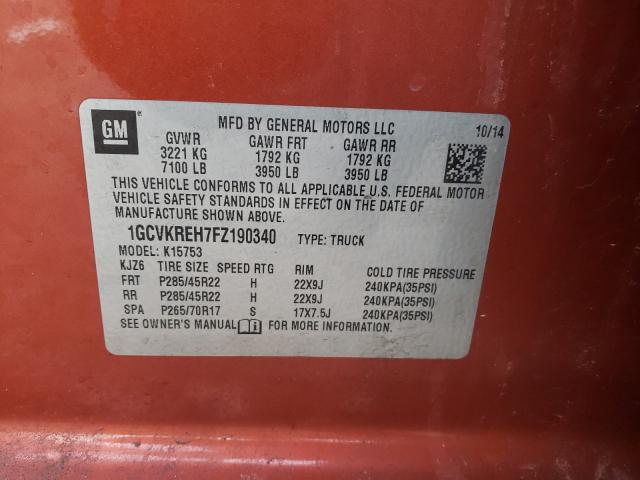 GM
MFD BY GENERAL MOTORS LLC 10/14
GVWR GAWR FRT GAWR RR
3221 KG 1792 KG 1792 KG
7100 LB 3950 LB 3950 LB
THIS VEHICLE CONFORMS TO ALL APPLICABLE U.S. FEDERAL MOTOR
VEHICLE SAFETY STANDARDS IN EFFECT ON THE DATE OF
MANUFACTURE SHOWN ABOVE.
1GCVKREH7FZ190340 TYPE: TRUCK
MODEL: K15753
KJZ6 TIRE SIZE SPEED RTG RIM COLD TIRE PRESSURE
FRT P285/45R22 H 22X9J 240KPA(35PSI)
RR P285/45R22 H 22X9J 240KPA(35PSI)
SPA P265/70R17 S 17X7.5J 240KPA(35PSI)
SEE OWNER'S MANUAL FOR MORE INFORMATION.